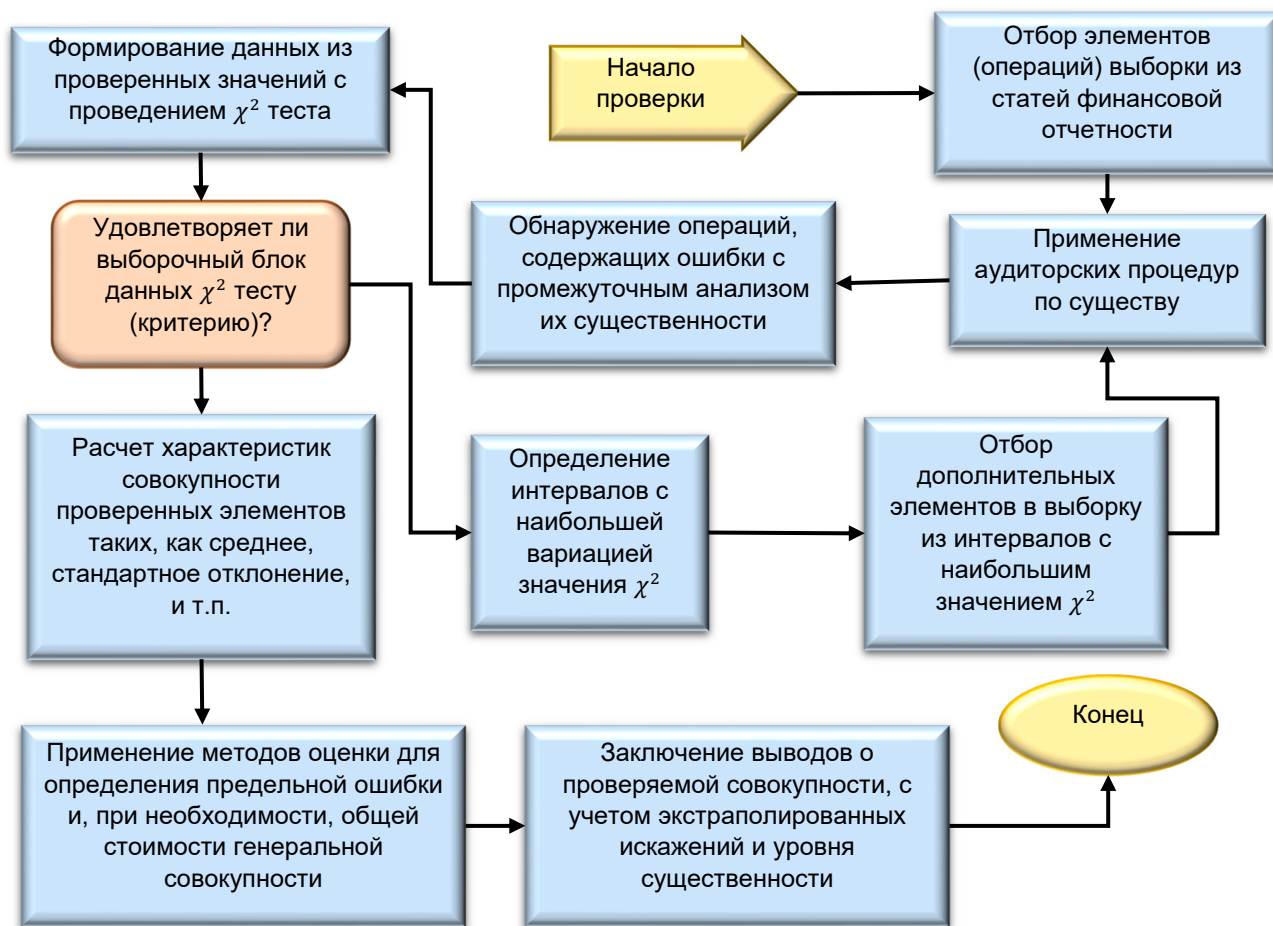 Формирование данных из
проверенных значений с
проведением χ² теста
Начало
проверки
Отбор элементов
(операций) выборки из
статей финансовой
отчетности
Удовлетворяет ли
выборочный блок
данных χ² тесту
(критерию)?
Обнаружение операций,
содержащих ошибки с
промежуточным анализом
их существенности
Применение
аудиторских процедур
по существу
Расчет характеристик
совокупности
проверенных элементов
таких, как среднее,
стандартное отклонение,
и т.п.
Определение
интервалов с
наибольшей
вариацией
значения χ²
Отбор
дополнительных
элементов в выборку
из интервалов с
наибольшим
значением χ²
Применение методов оценки для
определения предельной ошибки
и, при необходимости, общей
стоимости генеральной
совокупности
Заключение выводов о
проверяемой совокупности, с
учетом экстраполированных
искажений и уровня
существенности
Конец